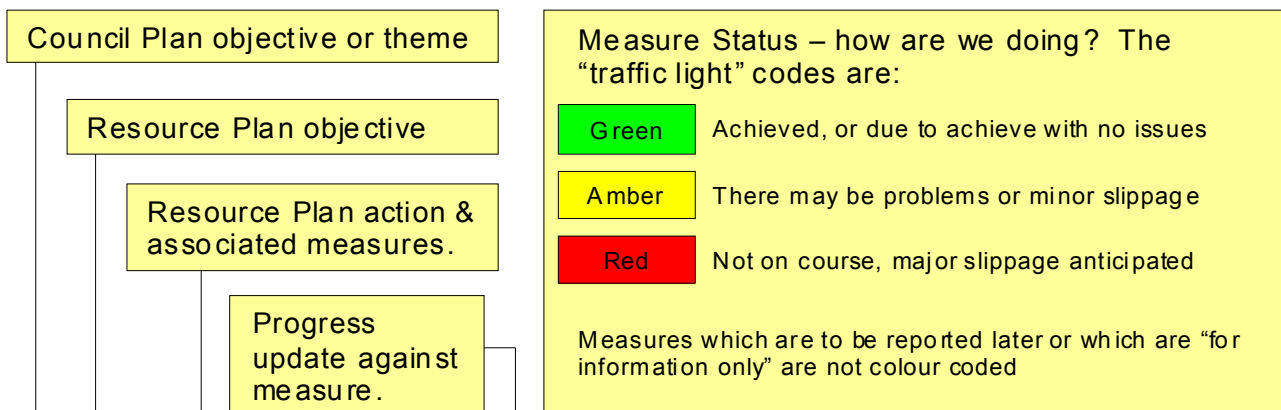 Council Plan objective or theme
Resource Plan objective
Resource Plan action &
associated measures.
Progress
update against
measure.
Measure Status – how are we doing? The
“traffic light” codes are:
Green Achieved, or due to achieve with no issues
Amber There may be problems or minor slippage
Red Not on course, major slippage anticipated
Measures which are to be reported later or which are “for
information only” are not colour coded